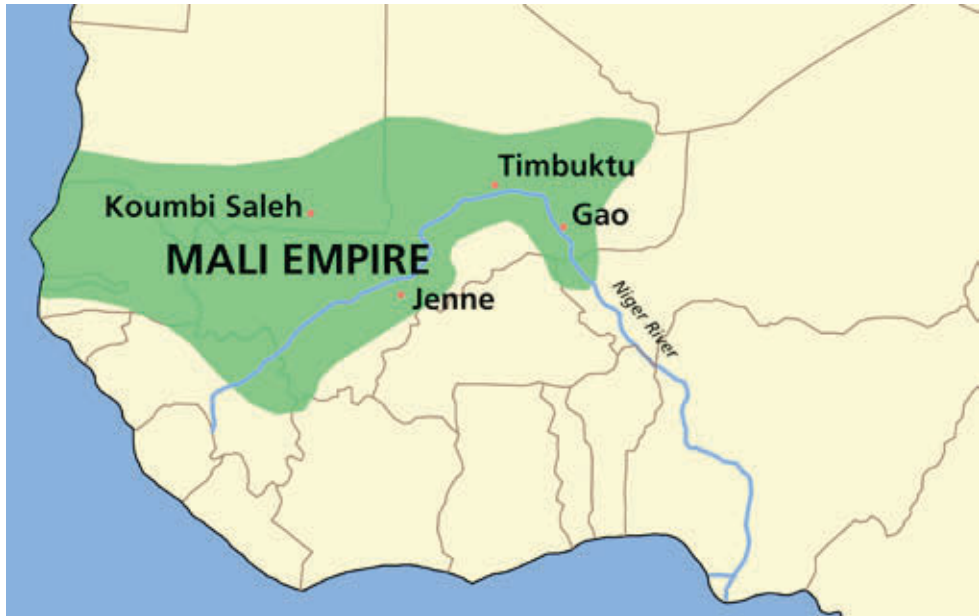 Timbuktu
Koumbi Saleh
Gao
MALI EMPIRE
Jenne
Niger River